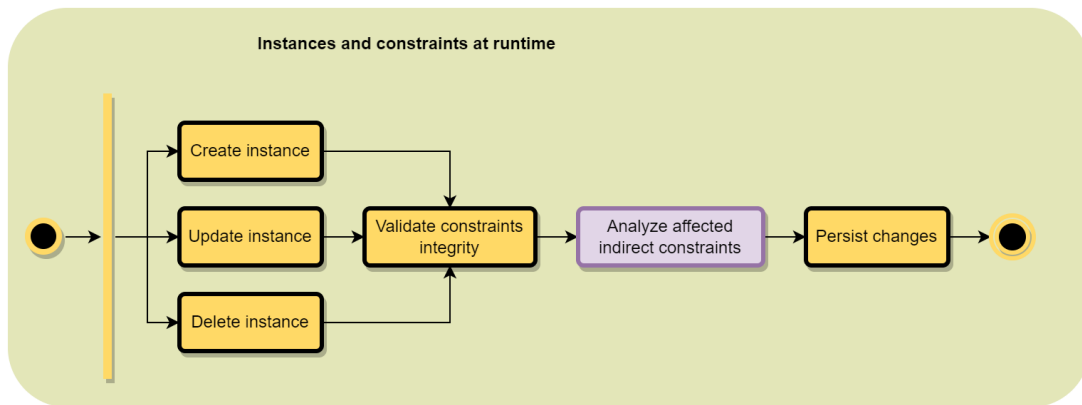 Instances and constraints at runtime
Create instance
Update instance
Delete instance
Validate constraints
integrity
Analyze affected
indirect constraints
Persist changes